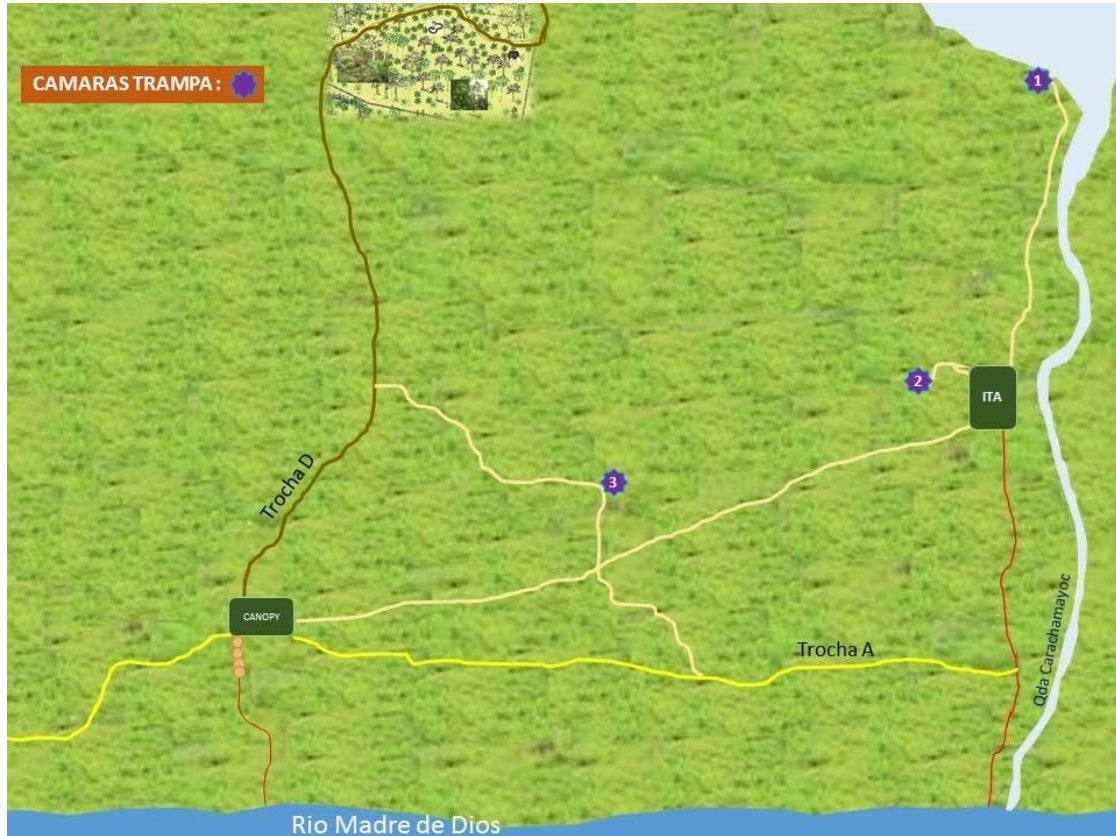 CAMARAS TRAMPA :
1
2
ITA
3
Trocha D
CANOPY
Trocha A
Qda Carachamayoc
Rio Madre de Dios